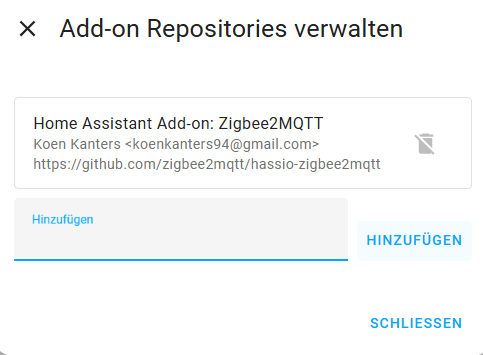 Add-on Repositories verwalten
Home Assistant Add-on: Zigbee2MQTT
Koen Kanters <koenkanters94@gmail.com>
https://github.com/zigbee2mqtt/hassio-zigbee2mqtt
Hinzufügen
HINZUFÜGEN
SCHLIESSEN